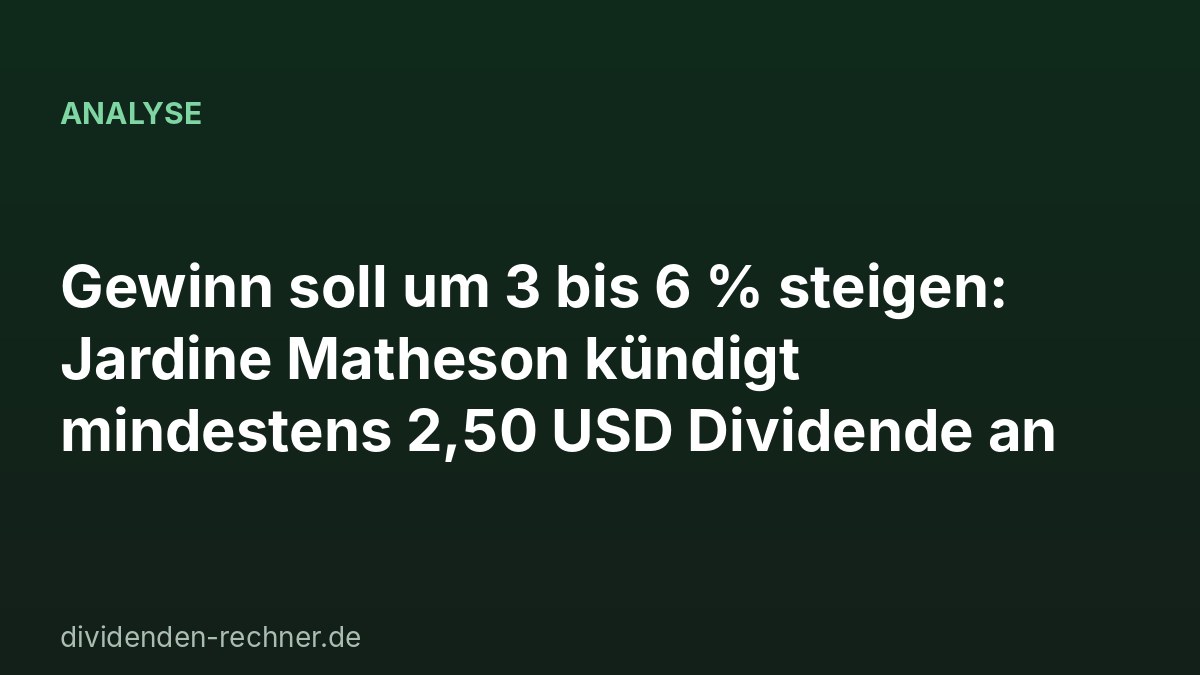 ANALYSE
Gewinn soll um 3 bis 6 % steigen:
Jardine Matheson kündigt
mindestens 2,50 USD Dividende an
dividenden-rechner.de